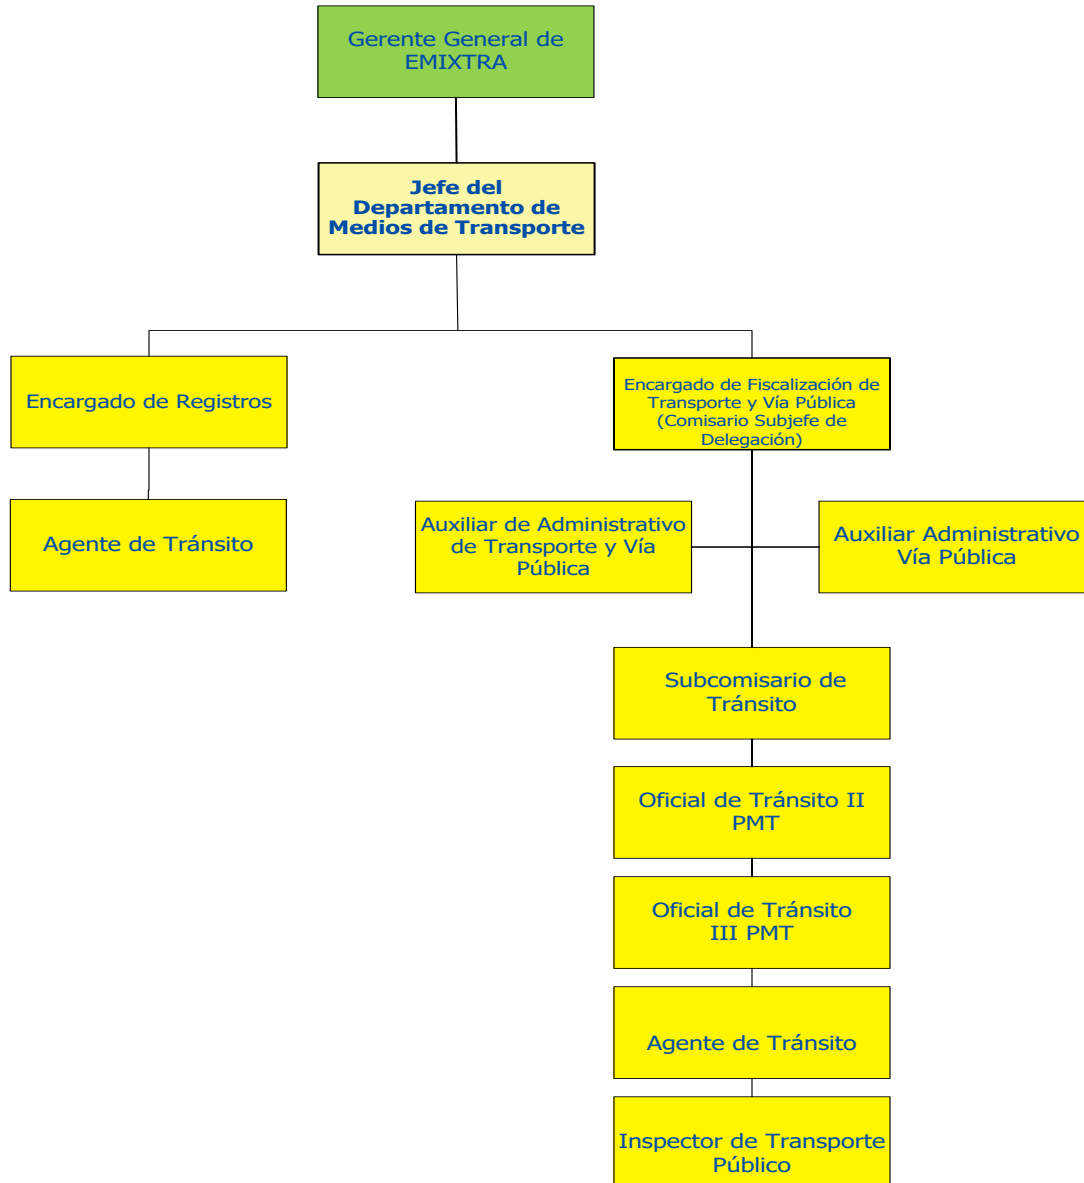 Gerente General de
EMIXTRA
Jefe del
Departamento de
Medios de Transporte
Encargado de Registros
Encargado de Fiscalización de
Transporte y Vía Pública
(Comisario Subjefe de
Delegación)
Agente de Tránsito
Auxiliar de Administrativo
de Transporte y Vía
Pública
Auxiliar Administrativo
Vía Pública
Subcomisario de
Tránsito
Oficial de Tránsito II
PMT
Oficial de Tránsito
III PMT
Agente de Tránsito
Inspector de Transporte
Público